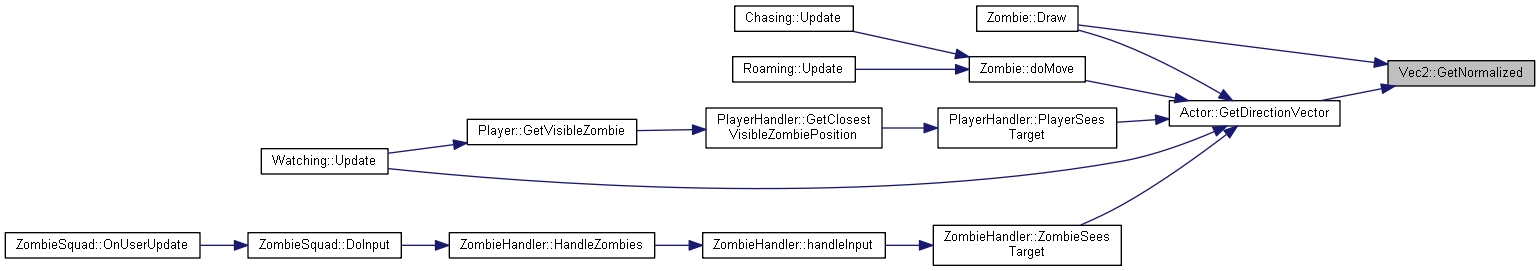 Chasing::Update
Zombie::Draw
Roaming::Update
Zombie::doMove
Vec2::GetNormalized
Player::GetVisibleZombie
PlayerHandler::GetClosest
VisibleZombiePosition
PlayerHandler::PlayerSees
Target
Actor::GetDirectionVector
Watching::Update
ZombieSquad::OnUserUpdate
ZombieSquad::DoInput
ZombieHandler::HandleZombies
ZombieHandler::handleInput
ZombieHandler::ZombieSees
Target